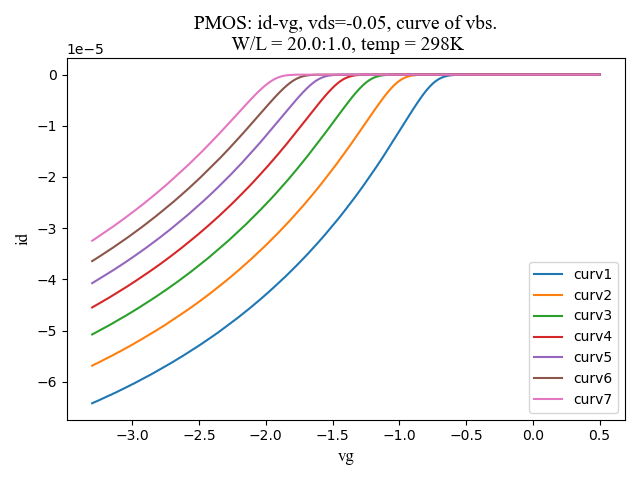 PMOS: id-vg, vds=-0.05, curve of vbs.
W/L = 20.0:1.0, temp = 298K
1e−5
0
−1
−2
−3
−4
−5
−6
id
−3.0
−2.5
−2.0
−1.5
−1.0
−0.5
0.0
0.5
vg
curv1
curv2
curv3
curv4
curv5
curv6
curv7